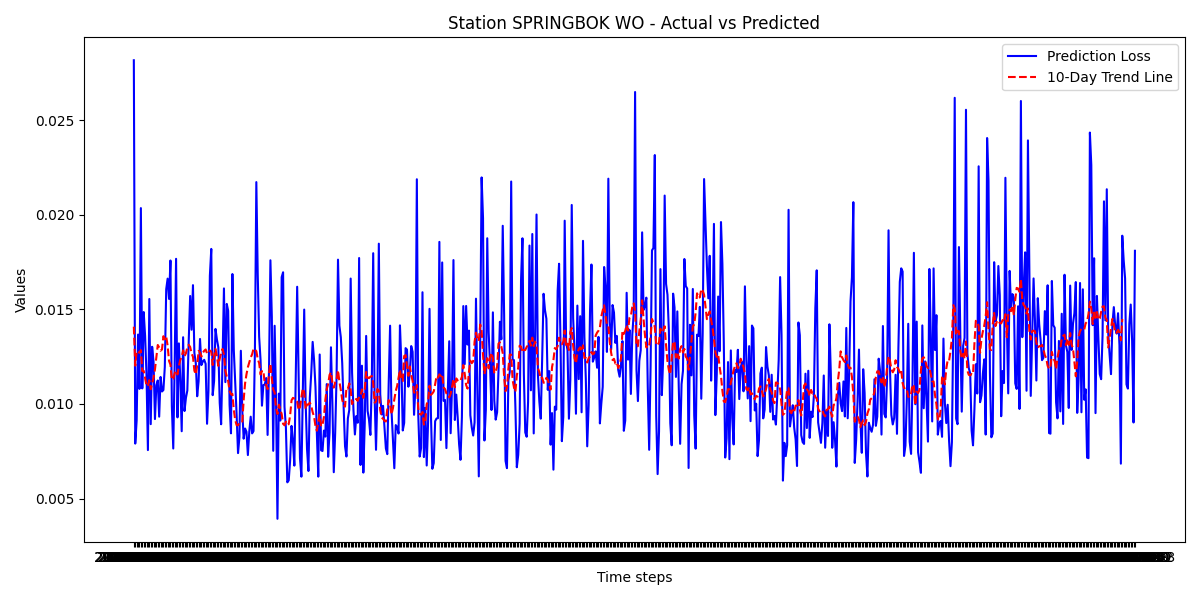 Station SPRINGBOK WO - Actual vs Predicted
Prediction Loss
10-Day Trend Line
0.025
0.020
0.015
0.010
0.005
Values
Time steps